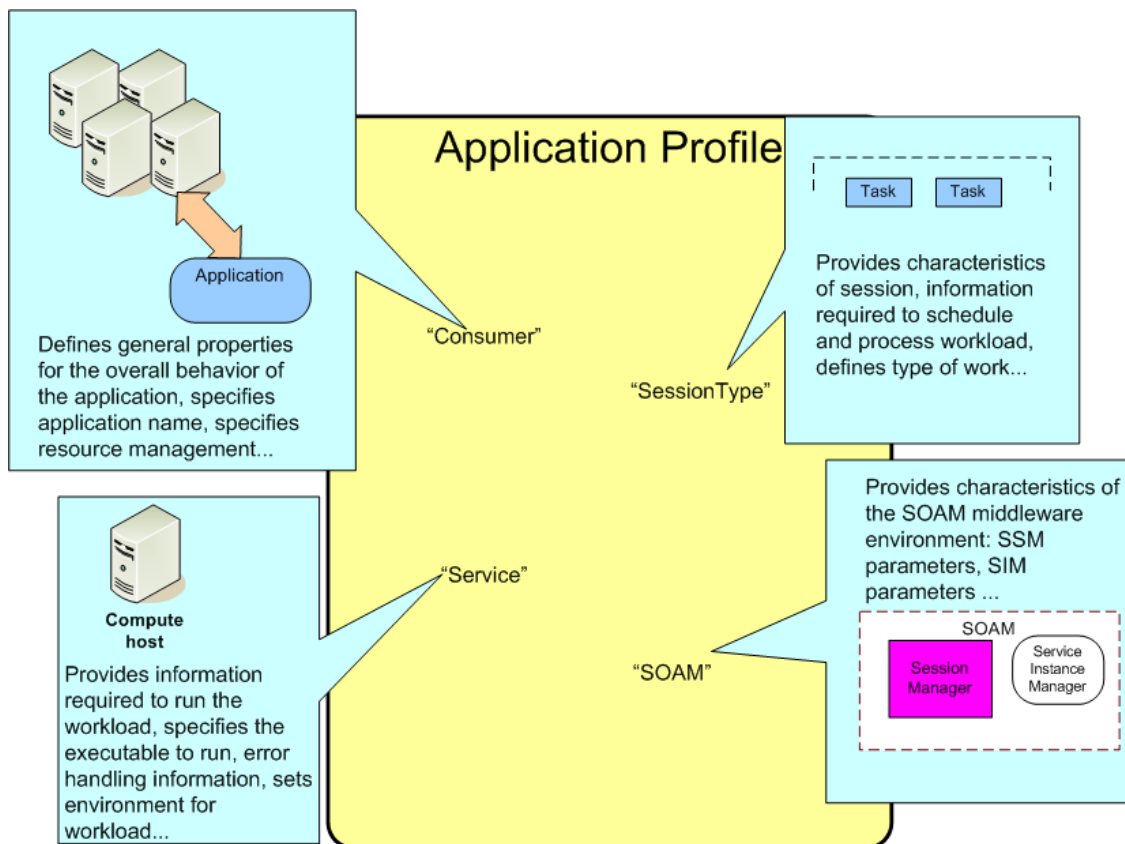 Application Profile
Application
Defines general properties
for the overall behavior of
the application, specifies
application name, specifies
resource management...
“Consumer”
Task Task
Provides characteristics
of session, information
required to schedule
and process workload,
defines type of work...
“SessionType”
Compute
host
Provides information
required to run the
workload, specifies the
executable to run, error
handling information, sets
environment for
workload...
“Service”
Provides characteristics of
the SOAM middleware
environment: SSM
parameters, SIM
parameters ...
SOAM
Session
Manager
Service
Instance
Manager
“SOAM”